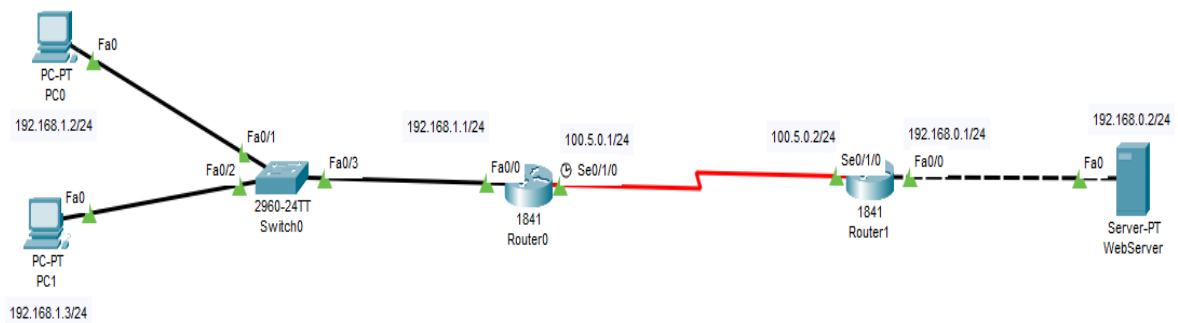 Fa0
PC-PT
PC0
192.168.1.2/24
Fa0/1
Fa0/2
Fa0
PC-PT
PC1
192.168.1.3/24
Fa0/3
2960-24TT
Switch0
192.168.1.1/24
Fa0/0
100.5.0.1/24
Se0/1/0
1841
Router0
100.5.0.2/24
Se0/1/0
192.168.0.1/24
Fa0/0
1841
Router1
192.168.0.2/24
Fa0
Server-PT
WebServer